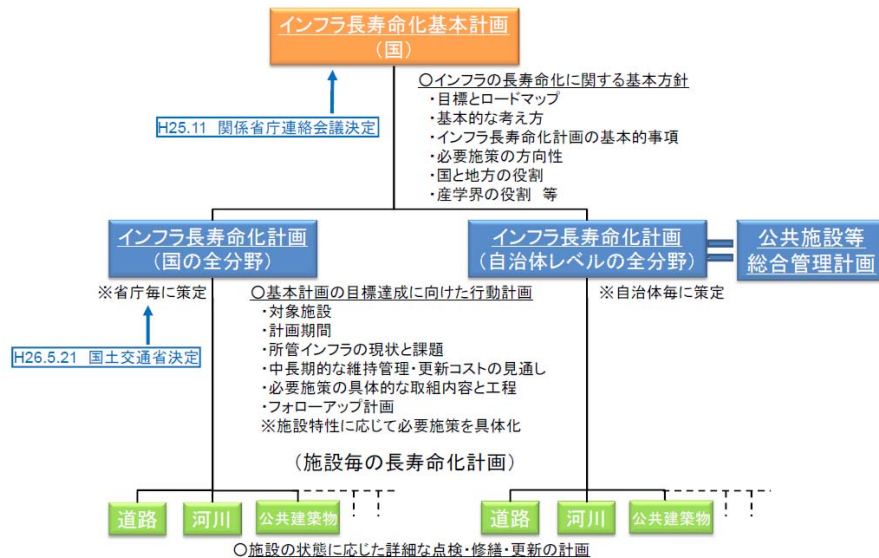 インフラ長寿命化基本計画
(国)
○インフラの長寿命化に関する基本方針
・目標とロードマップ
・基本的な考え方
・インフラ長寿命化計画の基本的事項
・必要施策の方向性
・国と地方の役割
・産学界の役割 等
H25.11 関係省庁連絡会議決定
インフラ長寿命化計画
(国の全分野)
インフラ長寿命化計画
(自治体レベルの全分野)
公共施設等
総合管理計画
※省庁毎に策定
※自治体毎に策定
○基本計画の目標達成に向けた行動計画
・対象施設
・計画期間
・所管インフラの現状と課題
・中長期的な維持管理・更新コストの見通し
・必要施策の具体的な取組内容と工程
・フォローアップ計画
※施設特性に応じて必要施策を具体化
H26.5.21 国土交通省決定
(施設毎の長寿命化計画)
道路
河川
公共建築物
道路
河川
公共建築物
○施設の状態に応じた詳細な点検・修繕・更新の計画